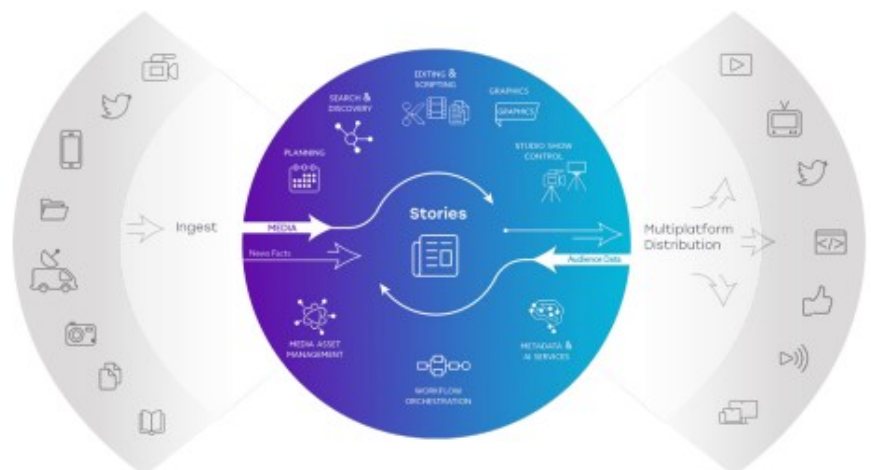 EDITING &
SCRIPTING
GRAPHICS
GRAPHICS
SEARCH &
DISCOVERY
PLANNING
STUDIO SHOW
CONTROL
Ingest
MEDIA
Stories
Multiplatform
Distribution
News Facts
Audience Data
MEDIA ASSET
MANAGEMENT
METADATA &
AI SERVICES
WORKFLOW
ORCHESTRATION